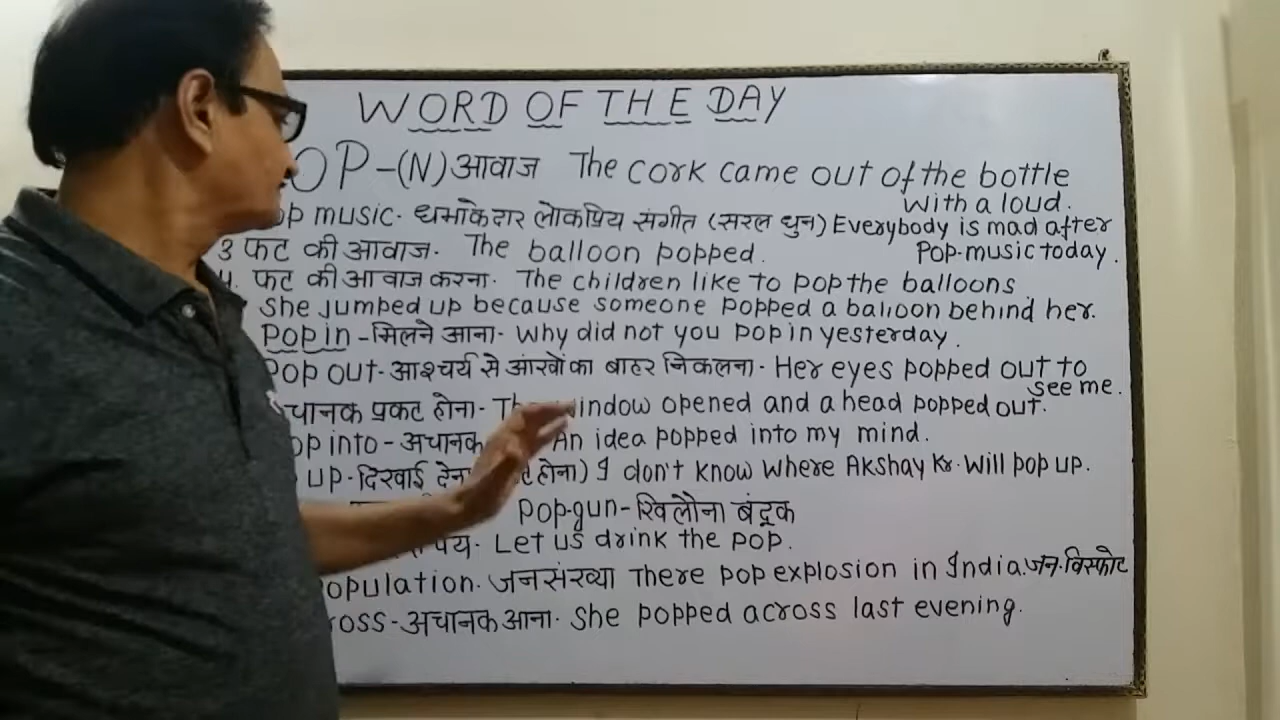 WORD OF THE DAY
OP-(N) आवाज The cork came out of the bottle
with a loud.
op music. धमाकेदार लोकप्रिय संगीत (सरल धुन) Everybody is mad after
Pop-music today.
3 फट की आवाज. The balloon popped.
4. फट की आवाज करना. The children like to pop the balloons
She jumped up because someone popped a balloon behind her.
Pop in-मिलने आना. Why did not you pop in yesterday.
Pop out-आश्चर्य से आंखों का बाहर निकलना. Her eyes popped out to
see me.
चानक प्रकट होना- window opened and a head popped out.
op into-अचानक An idea popped into my mind.
up-दिखाई होना) I don't know where Akshay Kr. will pop up.
Pop-gun-खिलौना बंदूक
पेय. Let us drink the pop.
opulation. जनसंख्या There pop explosion in India.जन-विस्फोट
ross-अचानक आना. She popped across last evening.